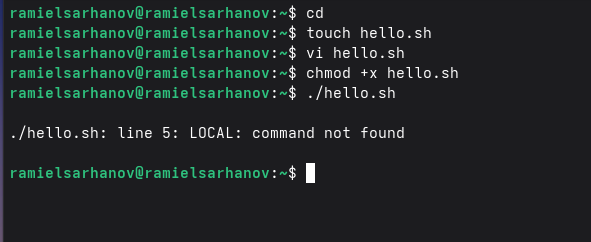 ramielsarhanov@ramielsarhanov:~$ cd
ramielsarhanov@ramielsarhanov:~$ touch hello.sh
ramielsarhanov@ramielsarhanov:~$ vi hello.sh
ramielsarhanov@ramielsarhanov:~$ chmod +x hello.sh
ramielsarhanov@ramielsarhanov:~$ ./hello.sh
./hello.sh: line 5: LOCAL: command not found
ramielsarhanov@ramielsarhanov:~$